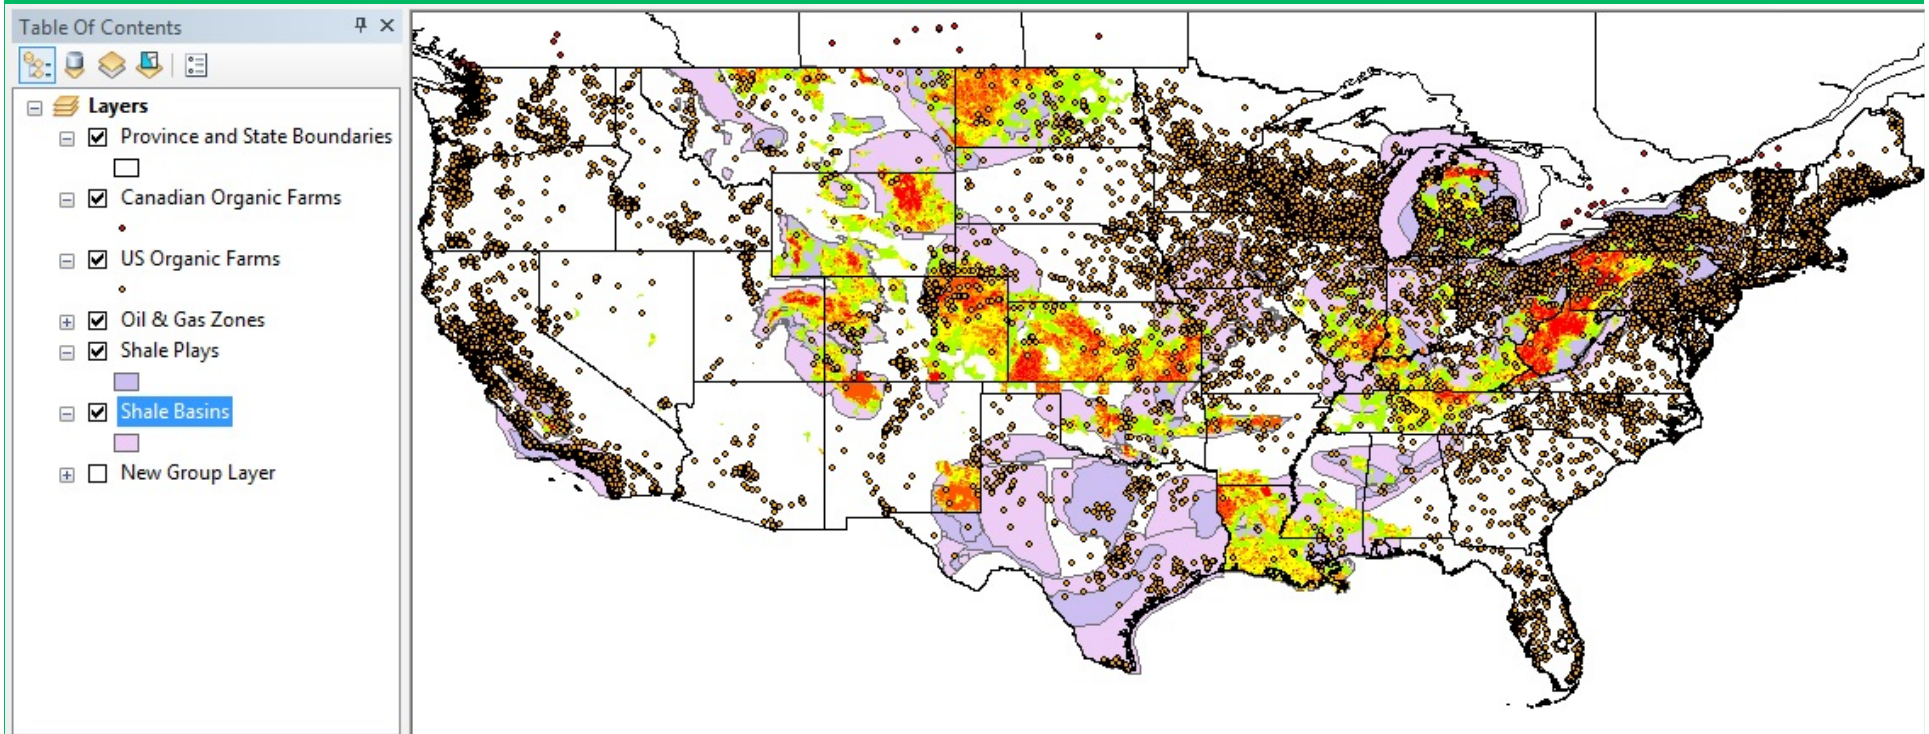 Table Of Contents
Layers
Province and State Boundaries
Canadian Organic Farms
US Organic Farms
Oil & Gas Zones
Shale Plays
Shale Basins
New Group Layer